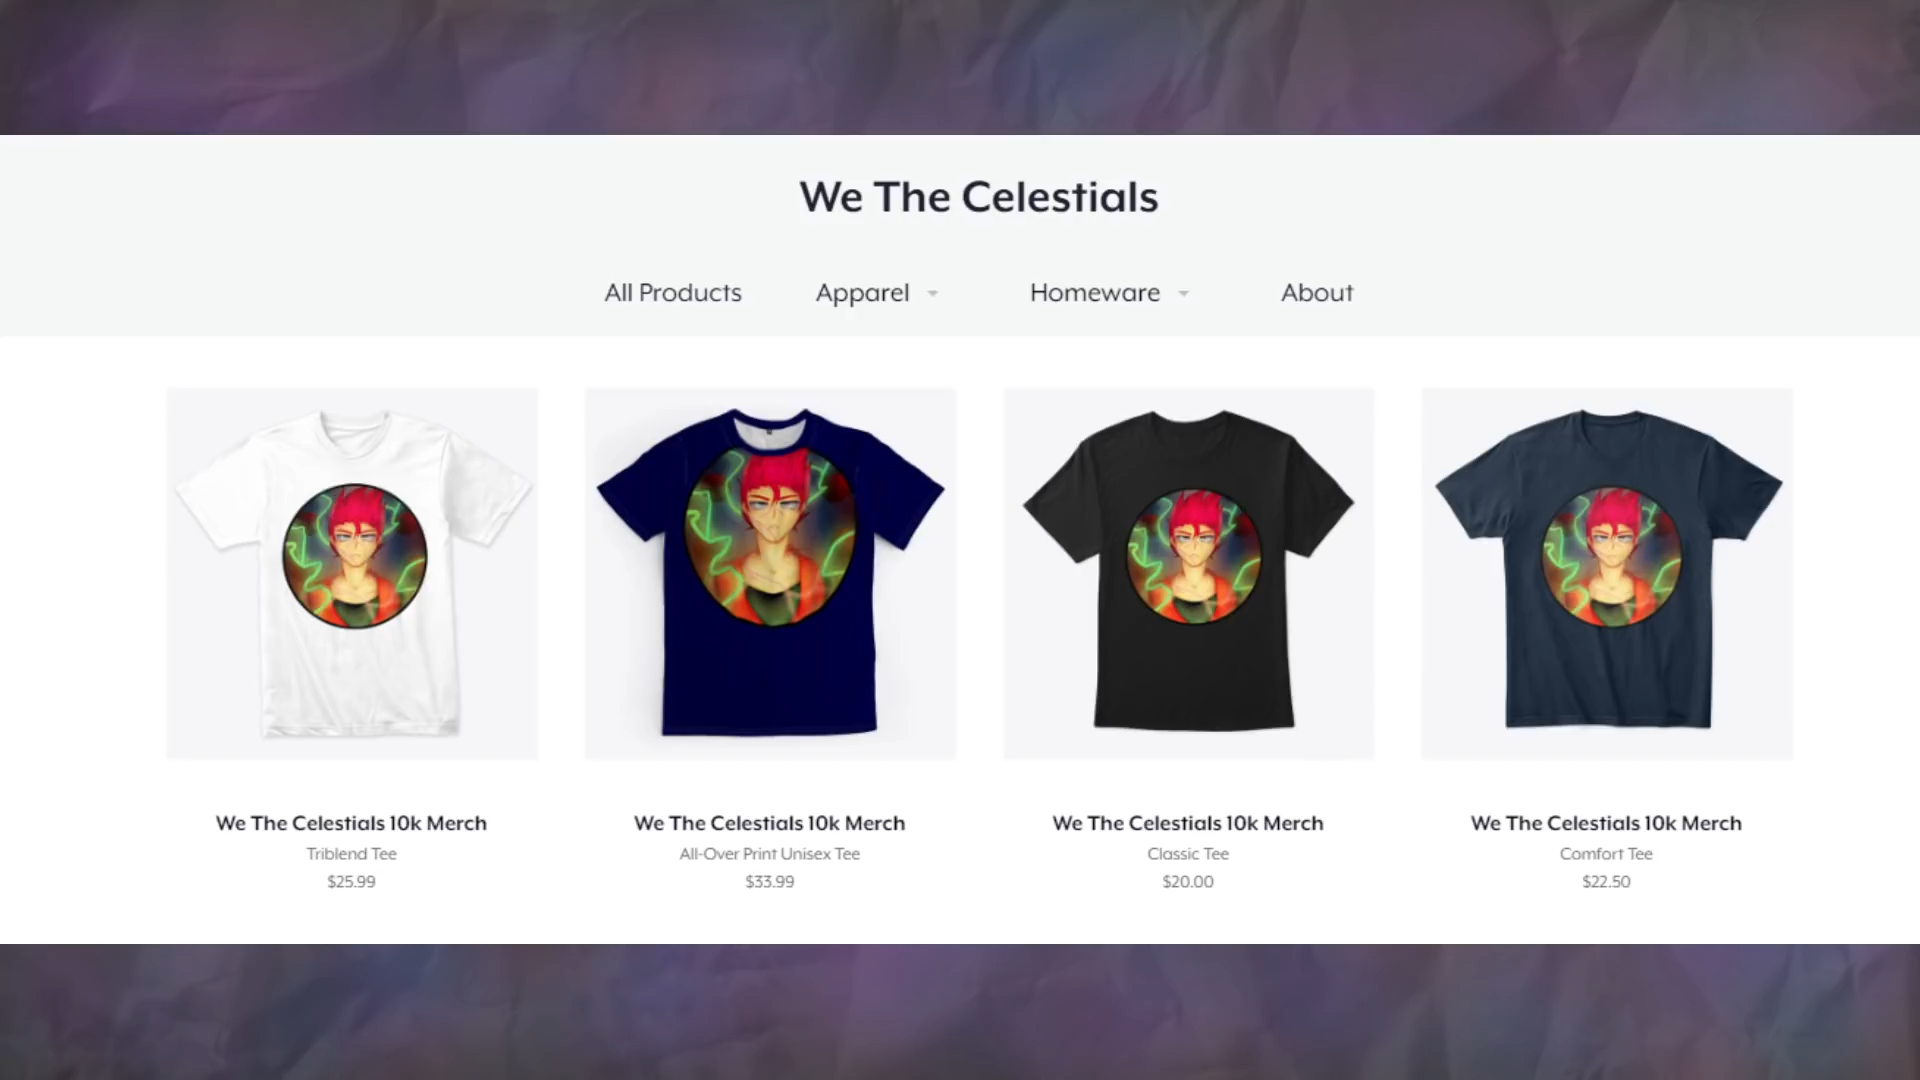 We The Celestials
All Products Apparel Homeware About
We The Celestials 10k Merch
Triblend Tee
$25.99
We The Celestials 10k Merch
All-Over Print Unisex Tee
$33.99
We The Celestials 10k Merch
Classic Tee
$20.00
We The Celestials 10k Merch
Comfort Tee
$22.50